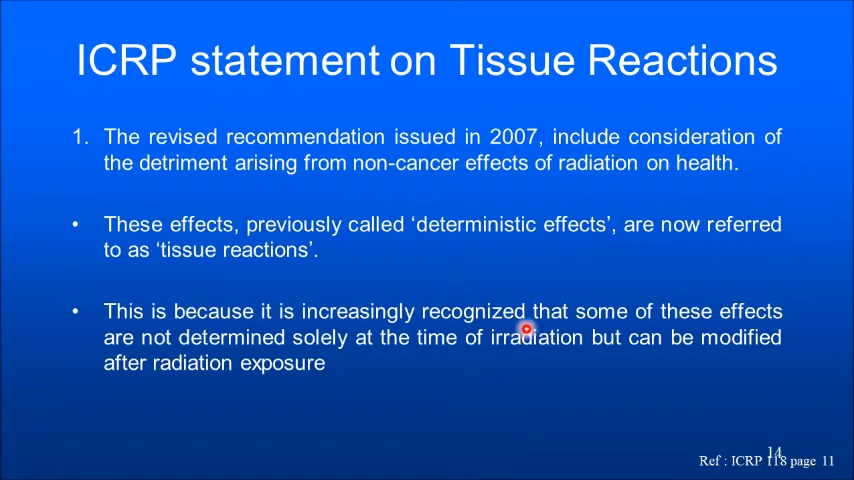 ICRP statement on Tissue Reactions
1. The revised recommendation issued in 2007, include consideration of
the detriment arising from non-cancer effects of radiation on health.
• These effects, previously called ‘deterministic effects’, are now referred
to as ‘tissue reactions’.
• This is because it is increasingly recognized that some of these effects
are not determined solely at the time of irradiation but can be modified
after radiation exposure
14
Ref : ICRP 118 page 11